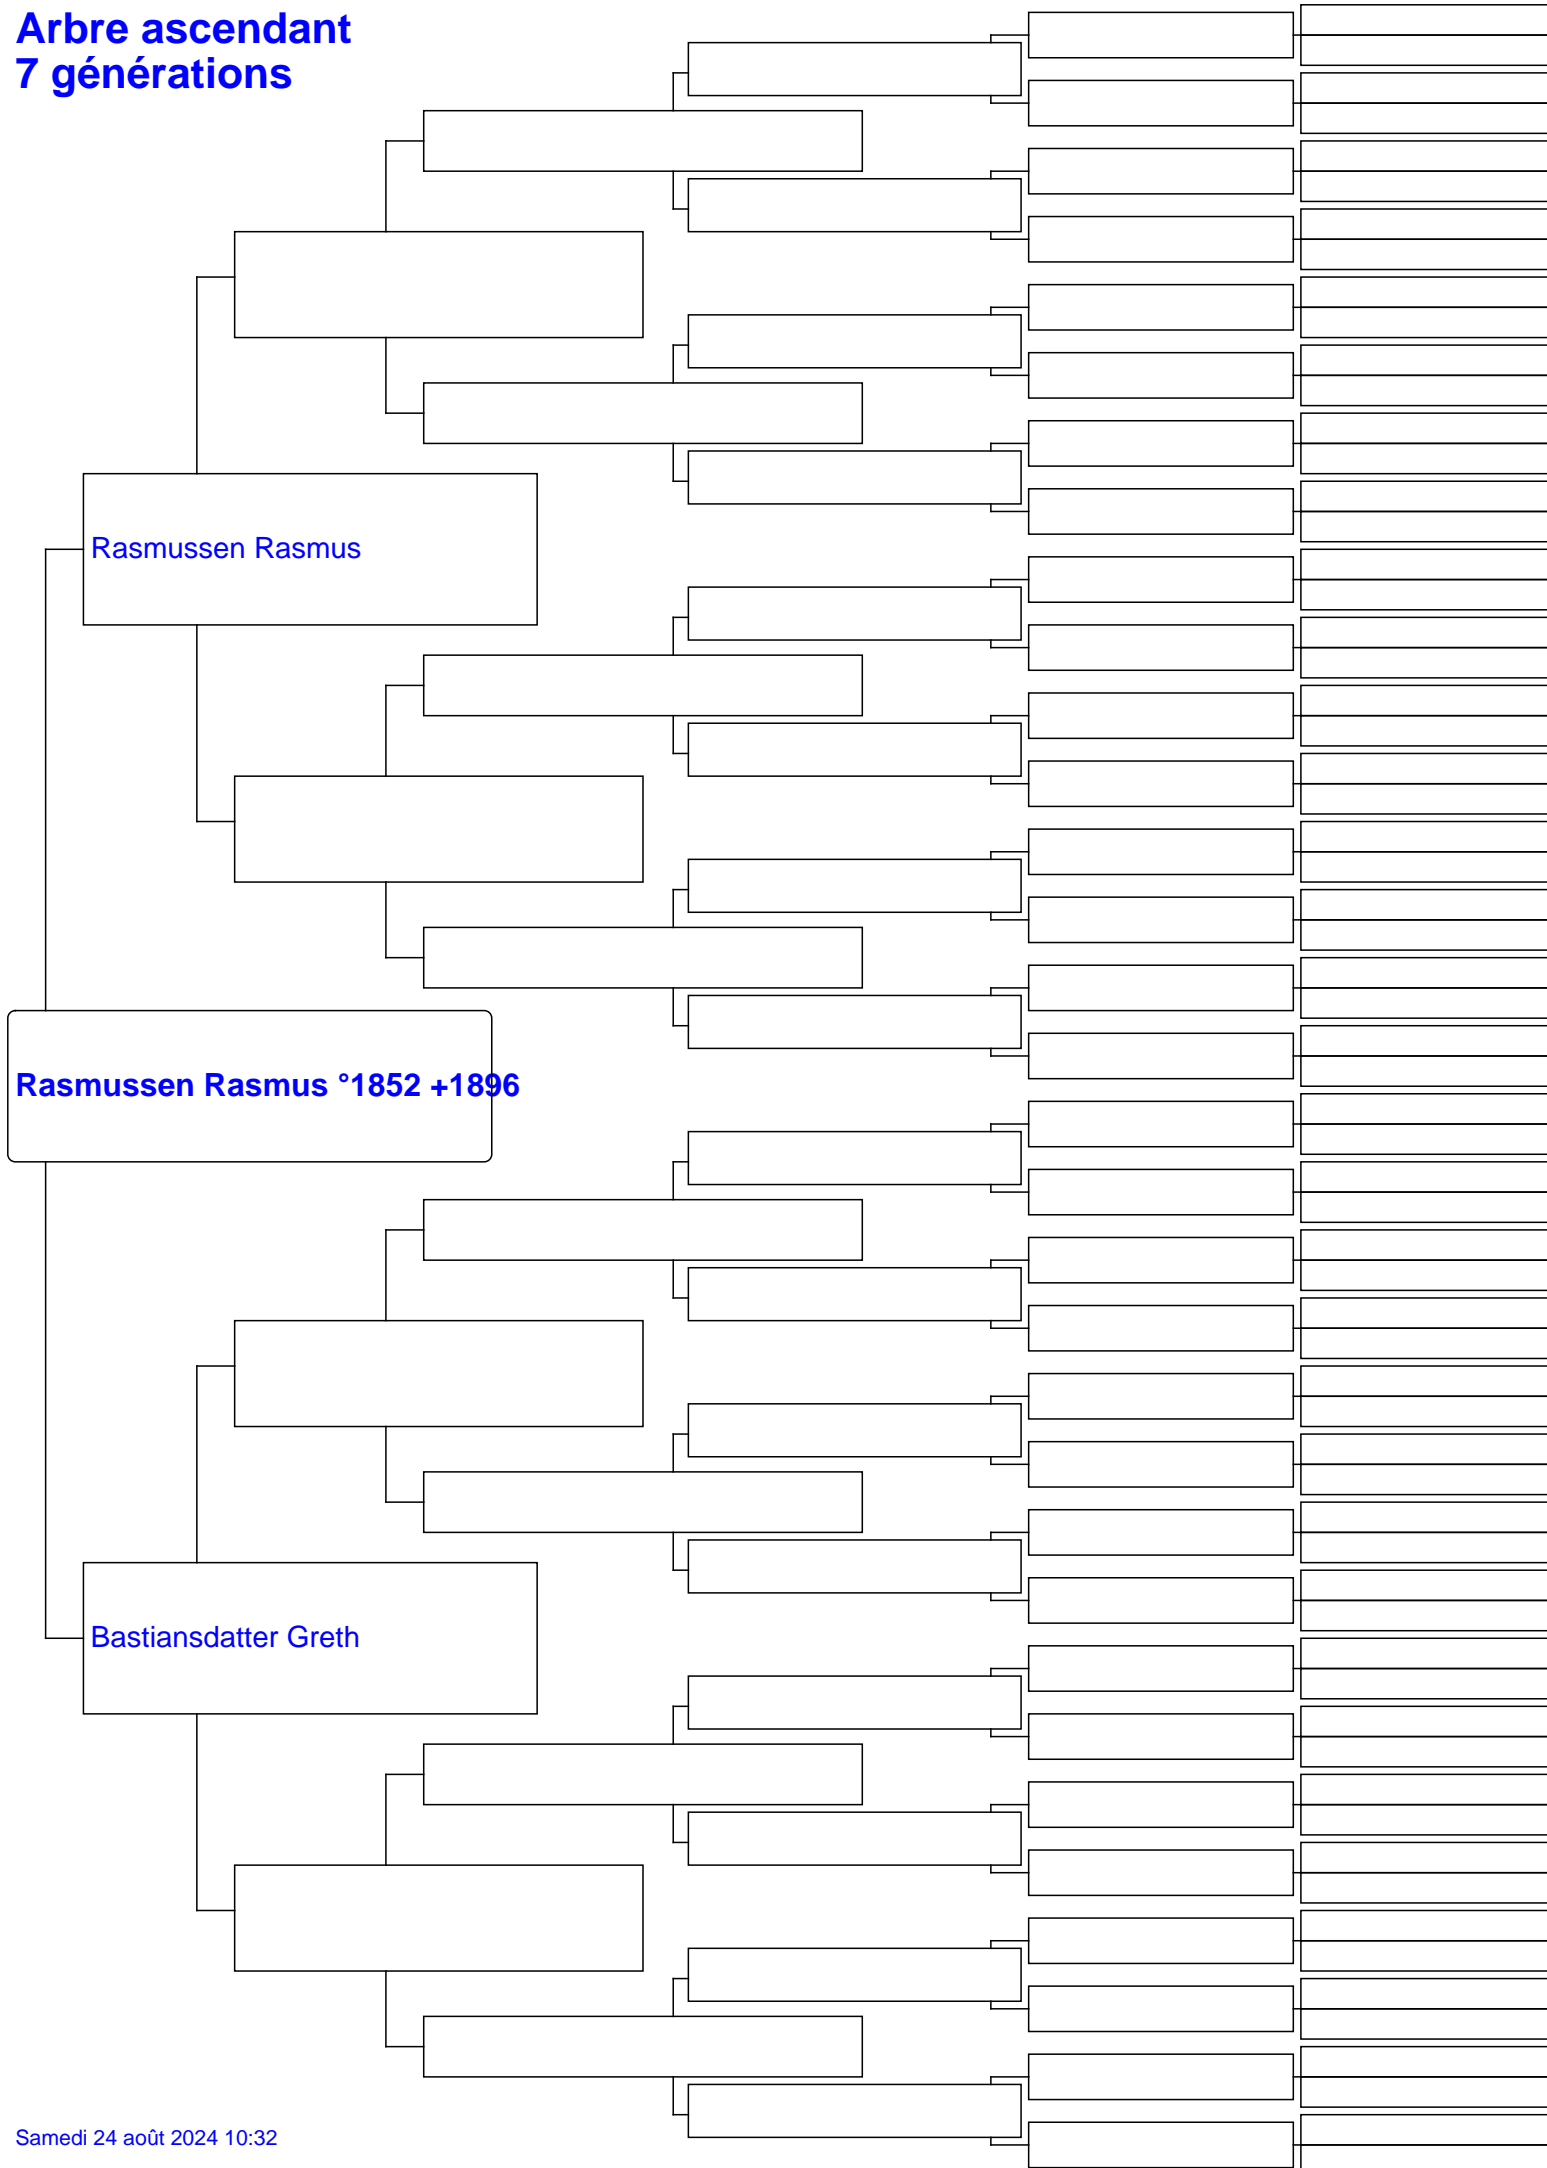 Arbre ascendant
7 générations
Rasmussen Rasmus
Rasmussen Rasmus °1852 +1896
Bastiansdatter Greth
Samedi 24 août 2024 10:32